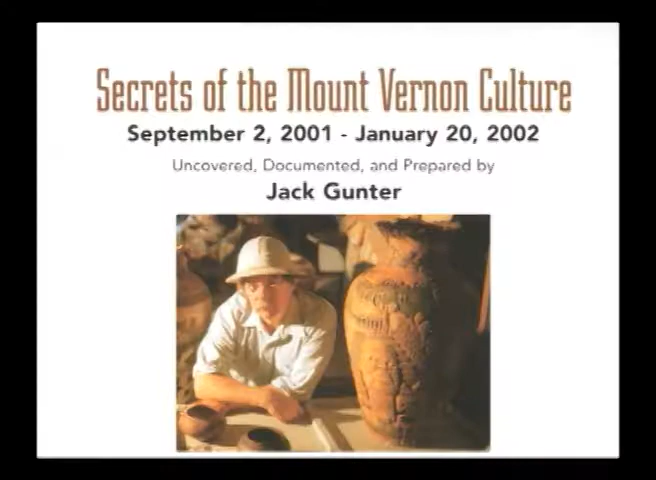 Secrets of the Mount Vernon Culture
September 2, 2001 - January 20, 2002
Uncovered, Documented, and Prepared by
Jack Gunter